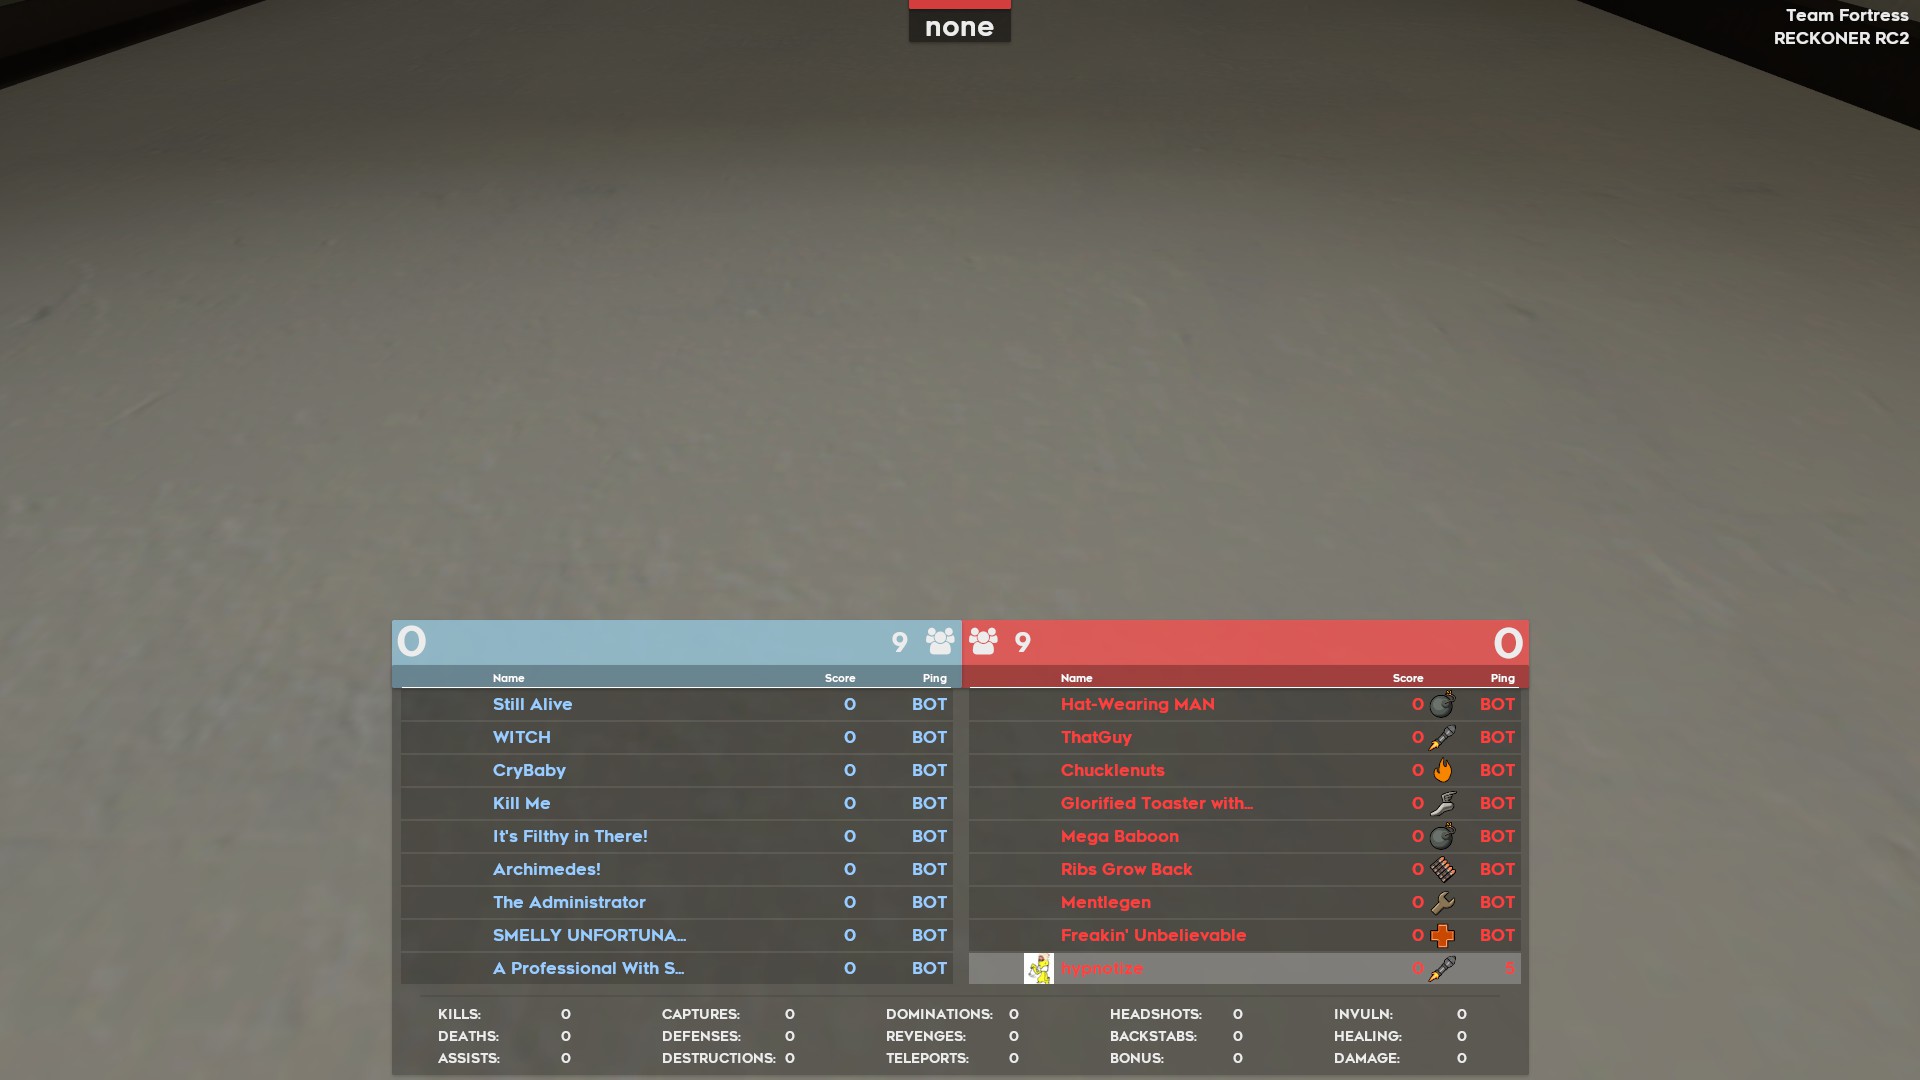 none
Team Fortress
RECKONER RC2
0 9
9 0
Name Score Ping
Still Alive 0 BOT
WITCH 0 BOT
CryBaby 0 BOT
Kill Me 0 BOT
It's Filthy in There! 0 BOT
Archimedes! 0 BOT
The Administrator 0 BOT
SMELLY UNFORTUNA... 0 BOT
A Professional With S... 0 BOT
Name Score Ping
Hat-Wearing MAN 0 BOT
ThatGuy 0 BOT
Chucklenuts 0 BOT
Glorified Toaster with... 0 BOT
Mega Baboon 0 BOT
Ribs Grow Back 0 BOT
Mentlegen 0 BOT
Freakin' Unbelievable 0 BOT
hypnotize 0 5
KILLS: 0 CAPTURES: 0 DOMINATIONS: 0 HEADSHOTS: 0 INVULN: 0
DEATHS: 0 DEFENSES: 0 REVENGES: 0 BACKSTABS: 0 HEALING: 0
ASSISTS: 0 DESTRUCTIONS: 0 TELEPORTS: 0 BONUS: 0 DAMAGE: 0